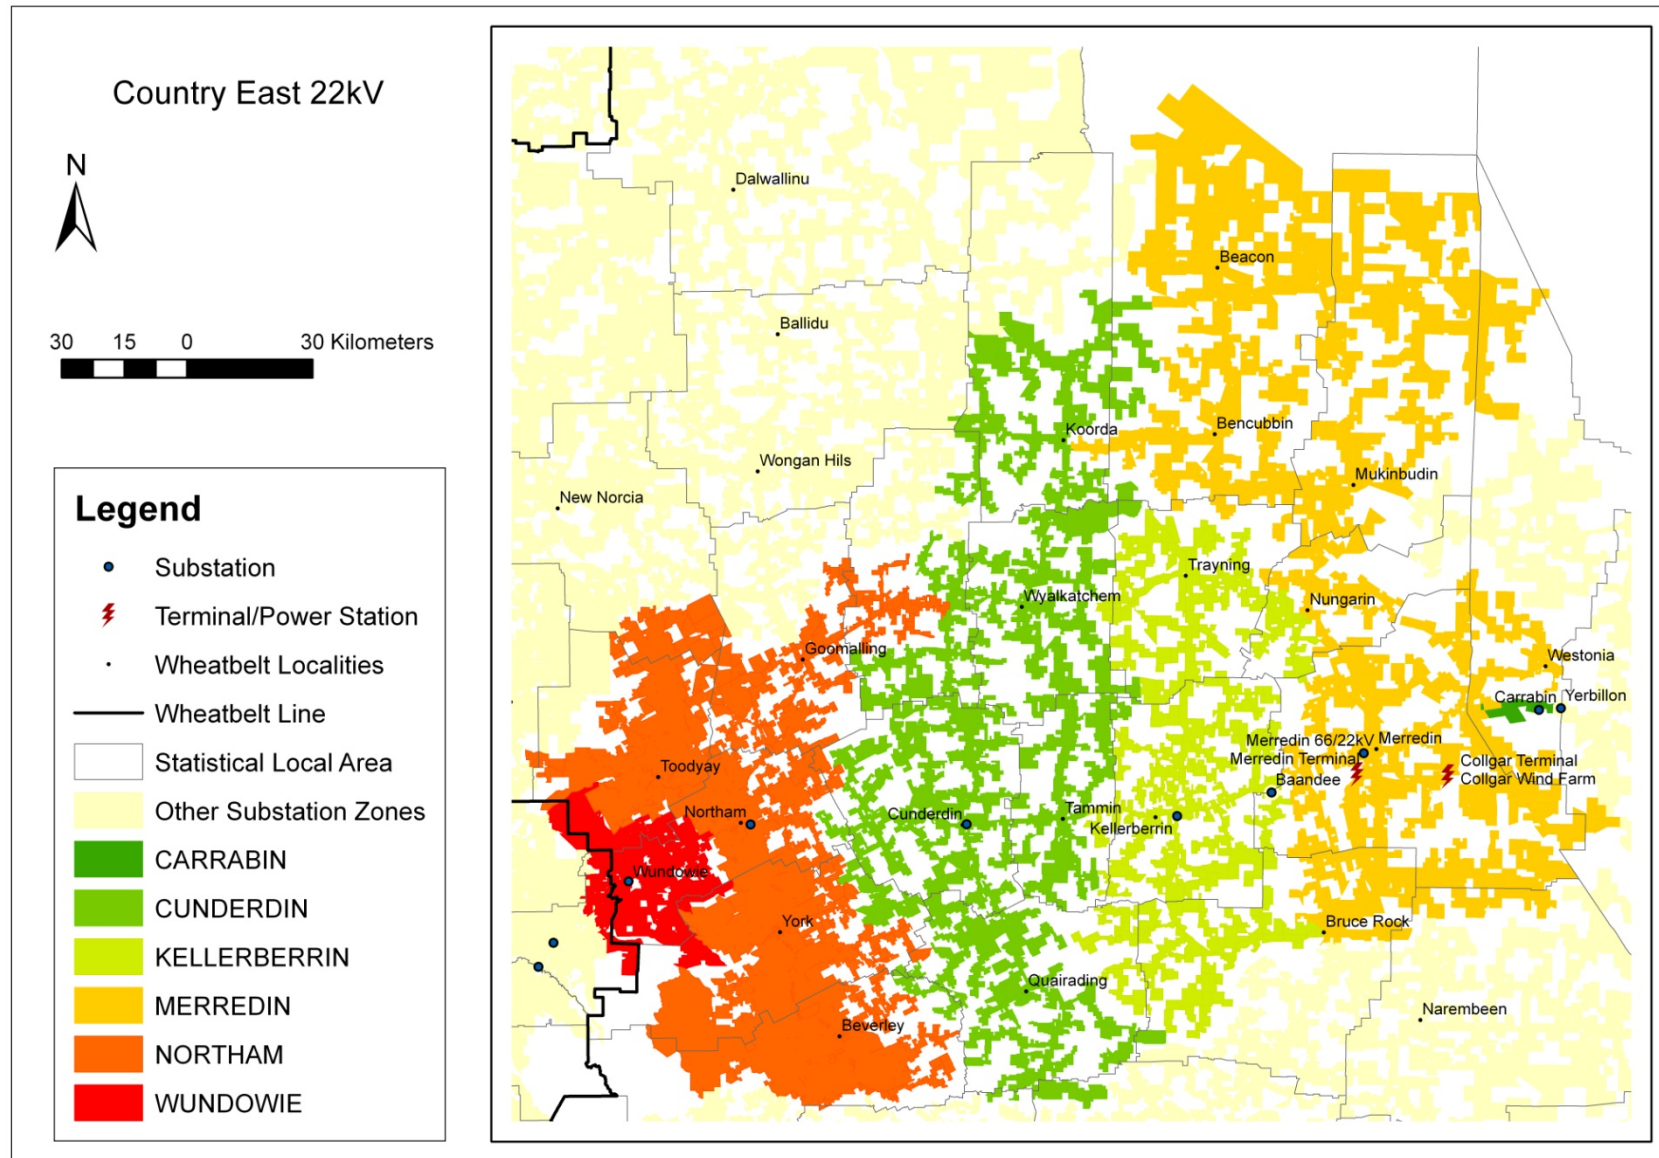 Country East 22kV
N
30 15 0 30 Kilometers
Legend
Substation
Terminal/Power Station
Wheatbelt Localities
Wheatbelt Line
Statistical Local Area
Other Substation Zones
CARRABIN
CUNDERDIN
KELLERBERRIN
MERREDIN
NORTHAM
WUNDOWIE
Dalwallinu
Beacon
Ballidu
Koorda
Bencubbin
Wongan Hils
Mukinbudin
New Norcia
Trayning
Wyalkatchem
Nungarin
Goomalling
Westonia
Carrabin
Yerbillon
Merredin 66/22kV
Merredin
Merredin Terminal
Collgar Terminal
Toodyay
Baandee
Collgar Wind Farm
Northam
Cunderdin
Tammin
Kellerberrin
Wundowie
York
Bruce Rock
Quairading
Narembeen
Beverley